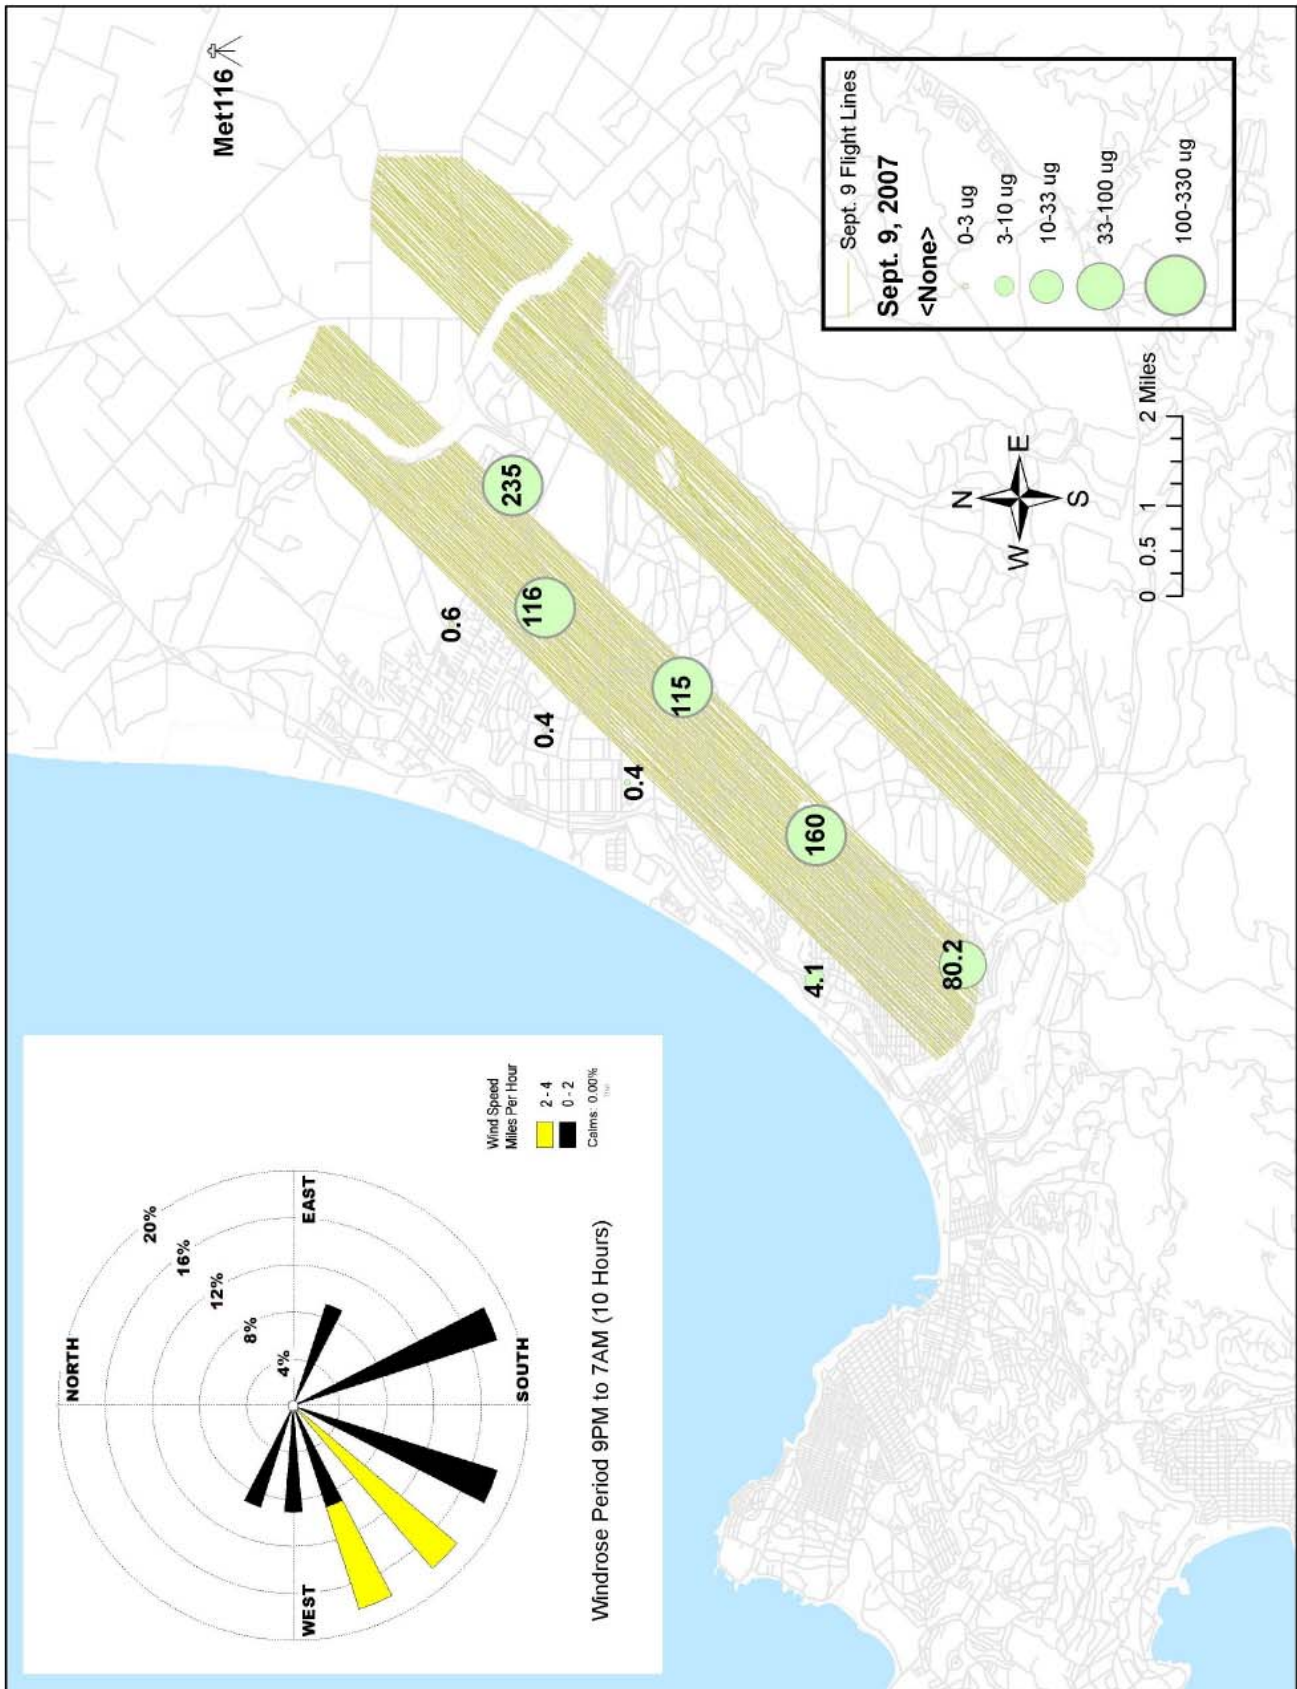 NORTH
20%
16%
12%
8%
4%
WEST
EAST
SOUTH
Wind Speed
Miles Per Hour
2 - 4
0 - 2
Calms: 0.00%
Windrose Period 9PM to 7AM (10 Hours)
Met116
235
116
0.6
0.4
115
0.4
160
4.1
80.2
N
W E
S
0 0.5 1 2 Miles
Sept. 9 Flight Lines
Sept. 9, 2007
<None>
0-3 ug
3-10 ug
10-33 ug
33-100 ug
100-330 ug